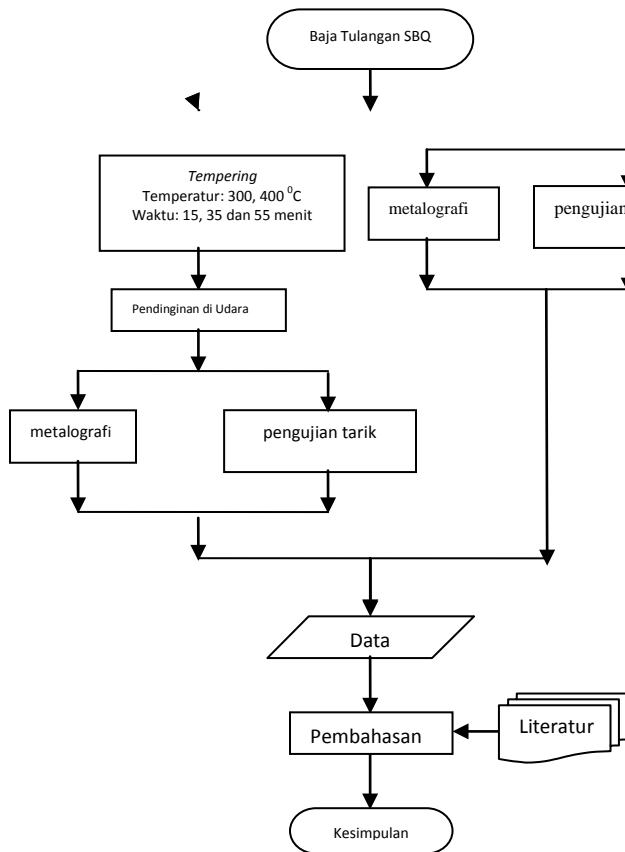 Baja Tulangan SBQ
Tempering
Temperatur: 300, 400 ⁰C
Waktu: 15, 35 dan 55 menit
metalografi
pengujian
Pendinginan di Udara
metalografi
pengujian tarik
Data
Pembahasan
Literatur
Kesimpulan